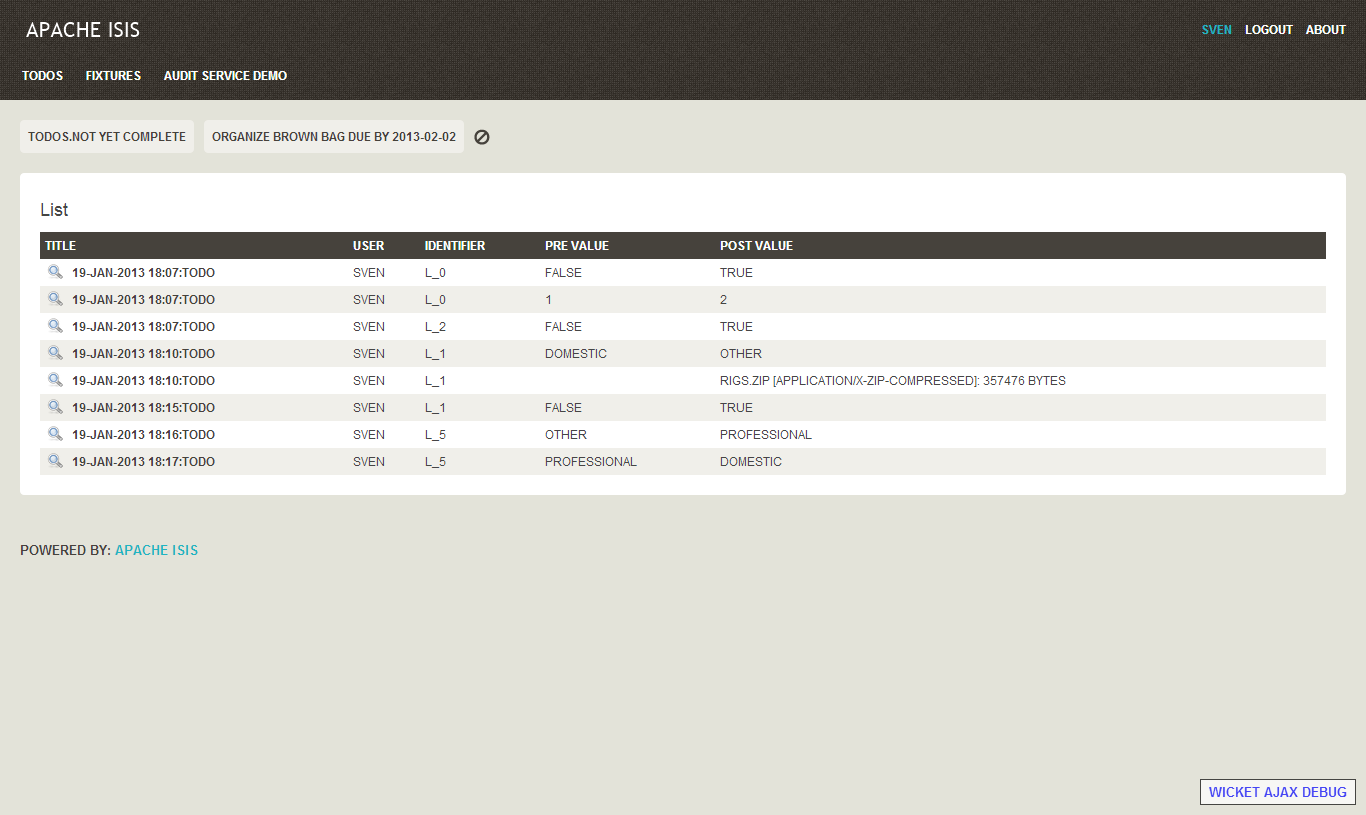 APACHE ISIS
SVEN LOGOUT ABOUT
TODOS FIXTURES AUDIT SERVICE DEMO
TODOS.NOT YET COMPLETE ORGANIZE BROWN BAG DUE BY 2013-02-02
List
TITLE USER IDENTIFIER PRE VALUE POST VALUE
19-JAN-2013 18:07:TODO SVEN L_0 FALSE TRUE
19-JAN-2013 18:07:TODO SVEN L_0 1 2
19-JAN-2013 18:07:TODO SVEN L_2 FALSE TRUE
19-JAN-2013 18:10:TODO SVEN L_1 DOMESTIC OTHER
19-JAN-2013 18:10:TODO SVEN L_1 RIGS.ZIP [APPLICATION/X-ZIP-COMPRESSED]: 357476 BYTES
19-JAN-2013 18:15:TODO SVEN L_1 FALSE TRUE
19-JAN-2013 18:16:TODO SVEN L_5 OTHER PROFESSIONAL
19-JAN-2013 18:17:TODO SVEN L_5 PROFESSIONAL DOMESTIC
POWERED BY: APACHE ISIS
WICKET AJAX DEBUG